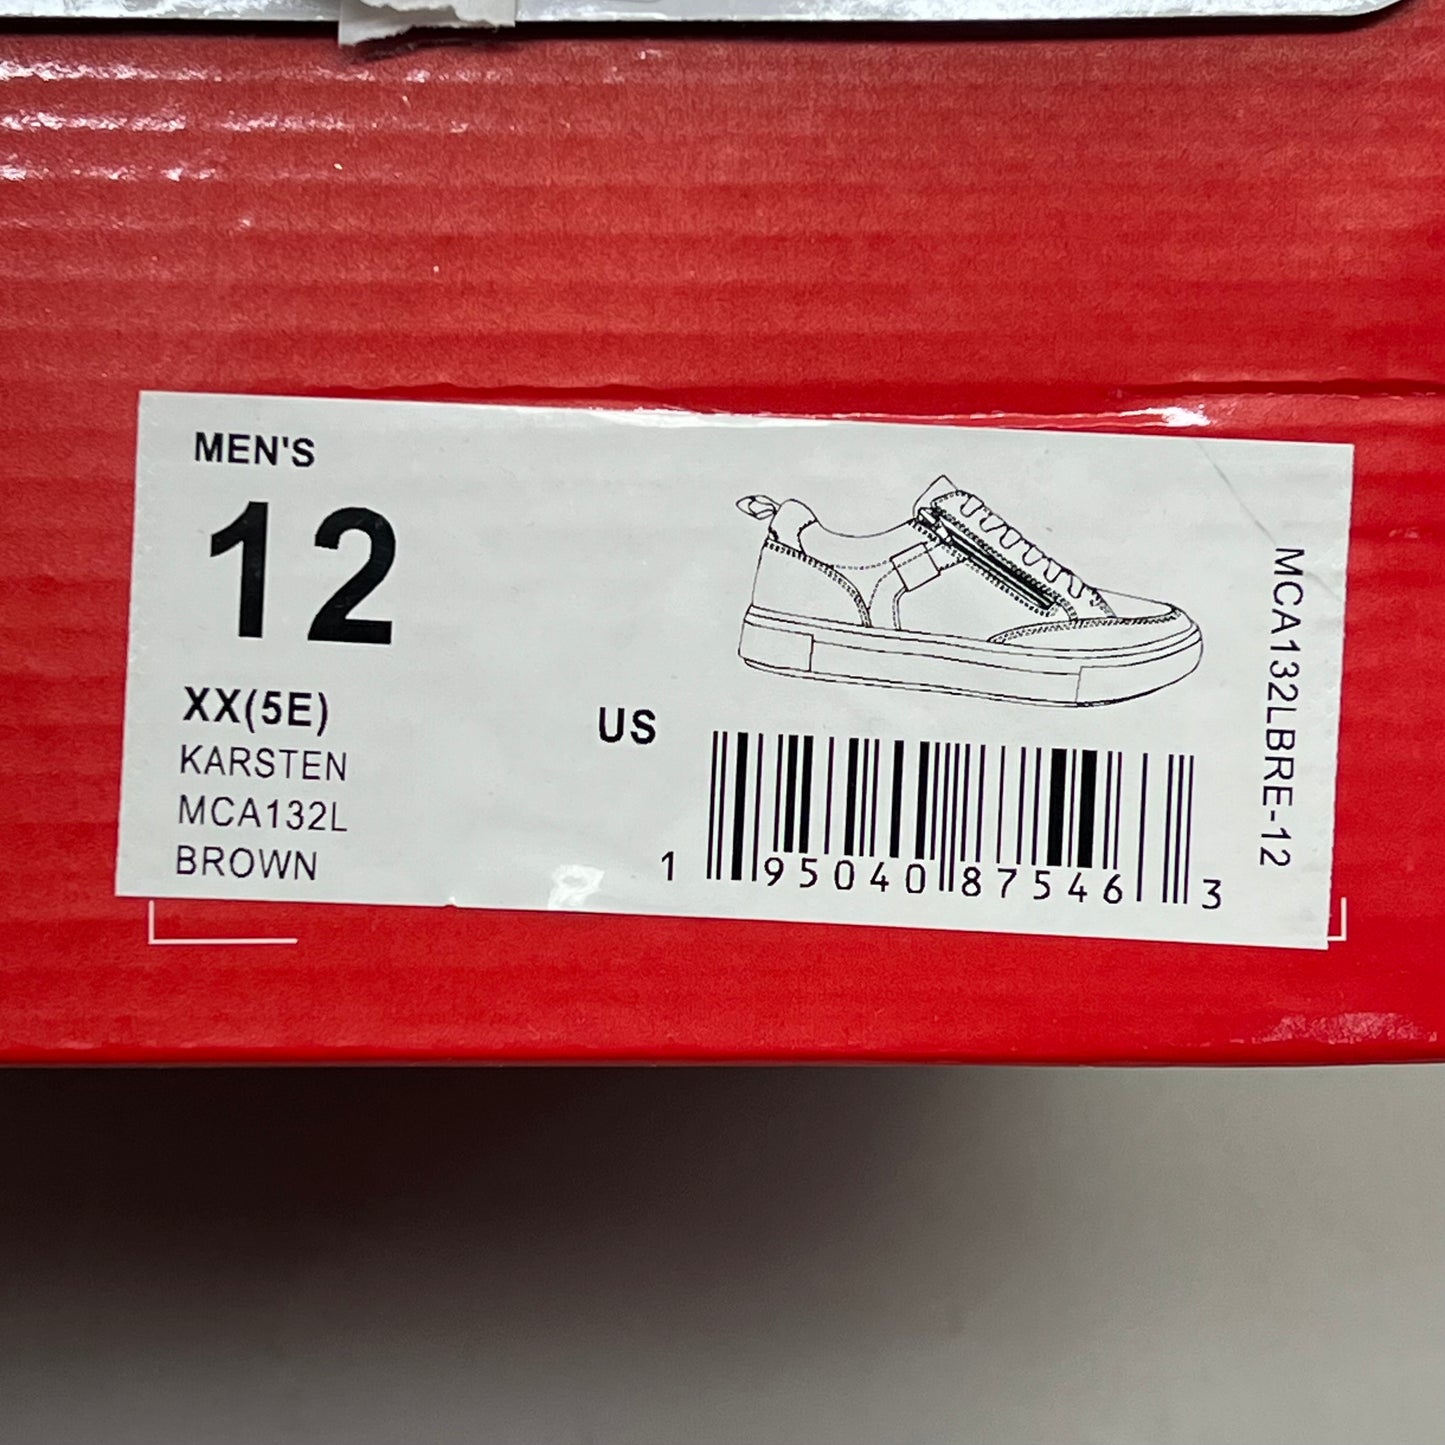 MEN'S
12
XX(5E)
KARSTEN
MCA132L
BROWN
US
1 95040 87546 3
MCA132LBRE-12